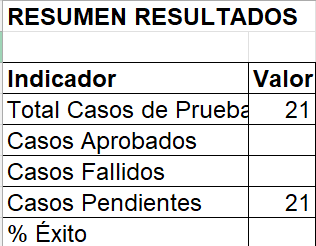 RESUMEN RESULTADOS
Indicador Valor
Total Casos de Prueba 21
Casos Aprobados
Casos Fallidos
Casos Pendientes 21
% Éxito